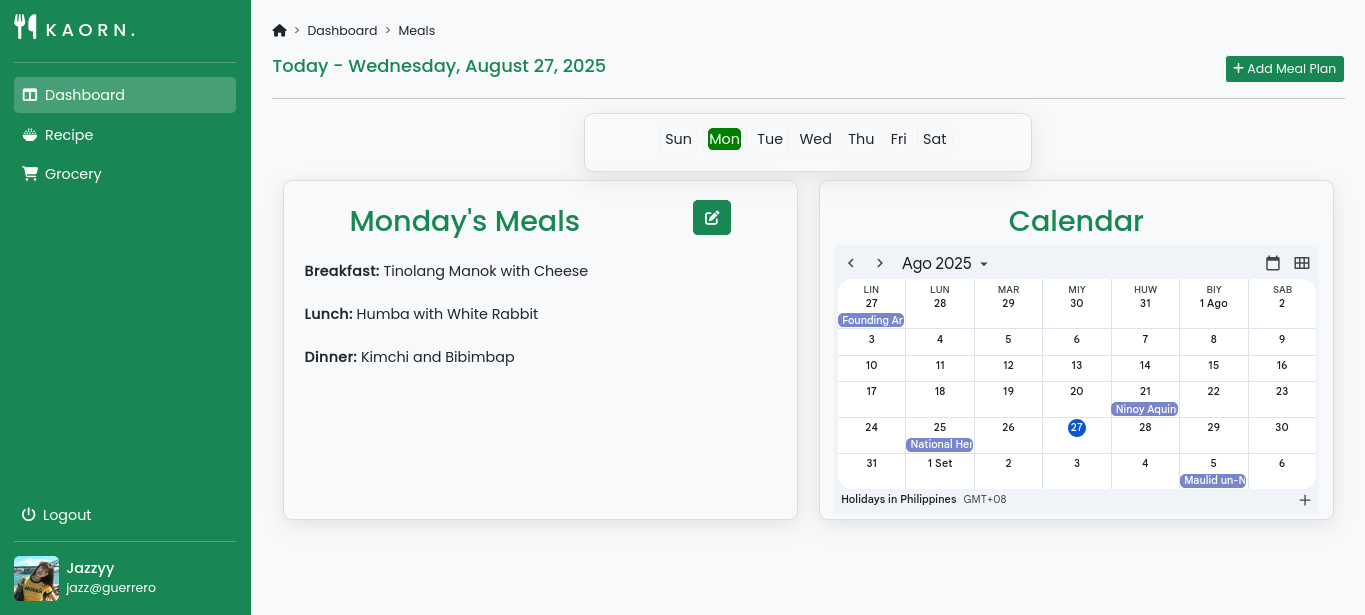 KAORN.
Dashboard
Recipe
Grocery
Logout
Jazzyy
jazz@guerrero
> Dashboard > Meals
Today - Wednesday, August 27, 2025
+ Add Meal Plan
Sun Mon Tue Wed Thu Fri Sat
Monday's Meals
Breakfast: Tinolang Manok with Cheese
Lunch: Humba with White Rabbit
Dinner: Kimchi and Bibimbap
Calendar
Ago 2025
LIN LUN MAR MIY HUW BIY SAB
27 28 29 30 31 1 Ago 2
Founding An
3 4 5 6 7 8 9
10 11 12 13 14 15 16
17 18 19 20 21 22 23
Ninoy Aquin
24 25 26 27 28 29 30
National Her
31 1 Set 2 3 4 5 6
Maulid un-N
Holidays in Philippines GMT+08